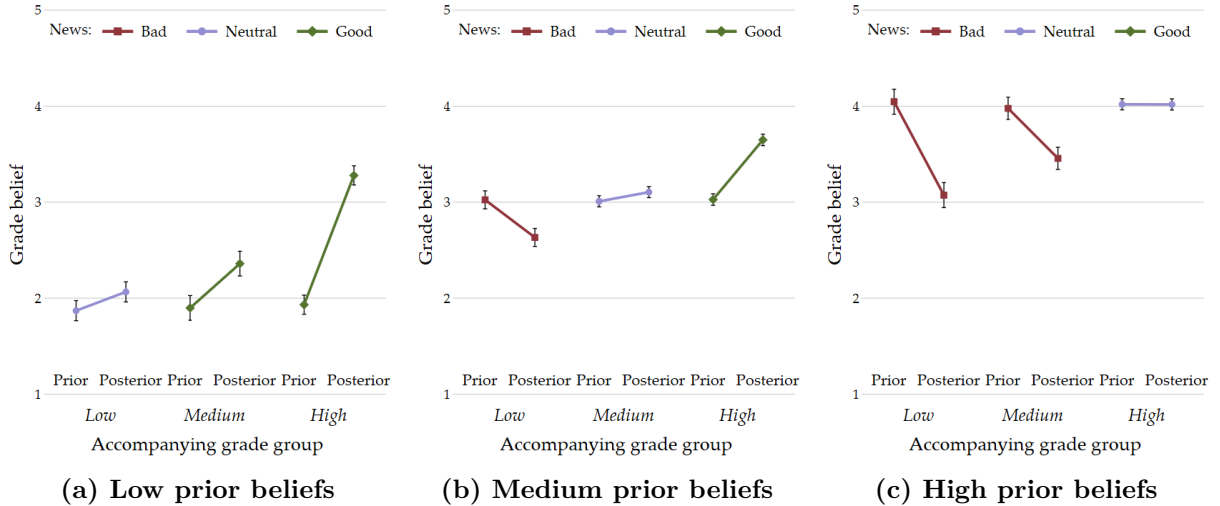 5
News: Bad Neutral Good
4
3
2
1
Grade belief
Prior Posterior Prior Posterior Prior Posterior
Low Medium High
Accompanying grade group
(a) Low prior beliefs
5
News: Bad Neutral Good
4
3
2
1
Grade belief
Prior Posterior Prior Posterior Prior Posterior
Low Medium High
Accompanying grade group
(b) Medium prior beliefs
5
News: Bad Neutral Good
4
3
2
1
Grade belief
Prior Posterior Prior Posterior Prior Posterior
Low Medium High
Accompanying grade group
(c) High prior beliefs